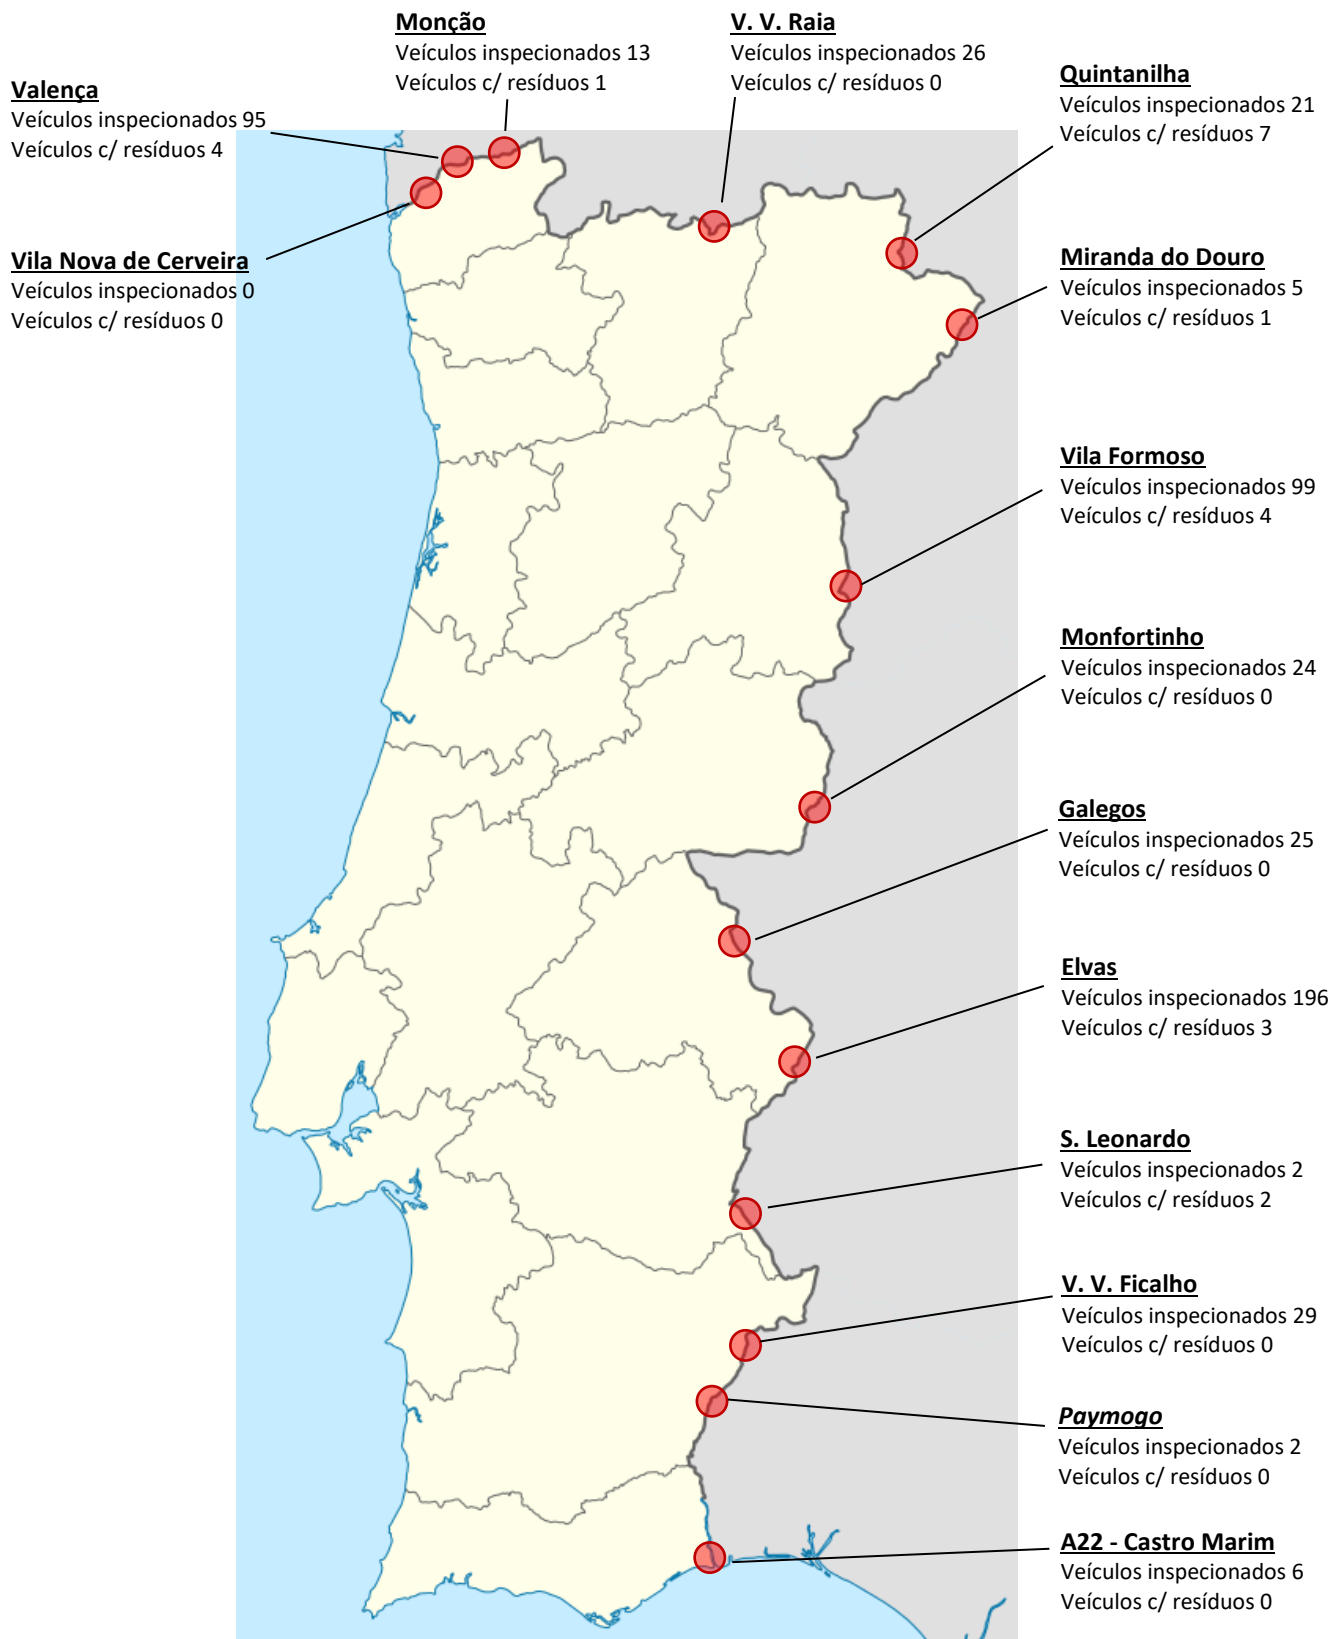 Monção
Veículos inspecionados 13
Veículos c/ resíduos 1
V. V. Raia
Veículos inspecionados 26
Veículos c/ resíduos 0
Valença
Veículos inspecionados 95
Veículos c/ resíduos 4
Quintanilha
Veículos inspecionados 21
Veículos c/ resíduos 7
Vila Nova de Cerveira
Veículos inspecionados 0
Veículos c/ resíduos 0
Miranda do Douro
Veículos inspecionados 5
Veículos c/ resíduos 1
Vila Formoso
Veículos inspecionados 99
Veículos c/ resíduos 4
Monfortinho
Veículos inspecionados 24
Veículos c/ resíduos 0
Galegos
Veículos inspecionados 25
Veículos c/ resíduos 0
Elvas
Veículos inspecionados 196
Veículos c/ resíduos 3
S. Leonardo
Veículos inspecionados 2
Veículos c/ resíduos 2
V. V. Ficalho
Veículos inspecionados 29
Veículos c/ resíduos 0
Paymogo
Veículos inspecionados 2
Veículos c/ resíduos 0
A22 - Castro Marim
Veículos inspecionados 6
Veículos c/ resíduos 0